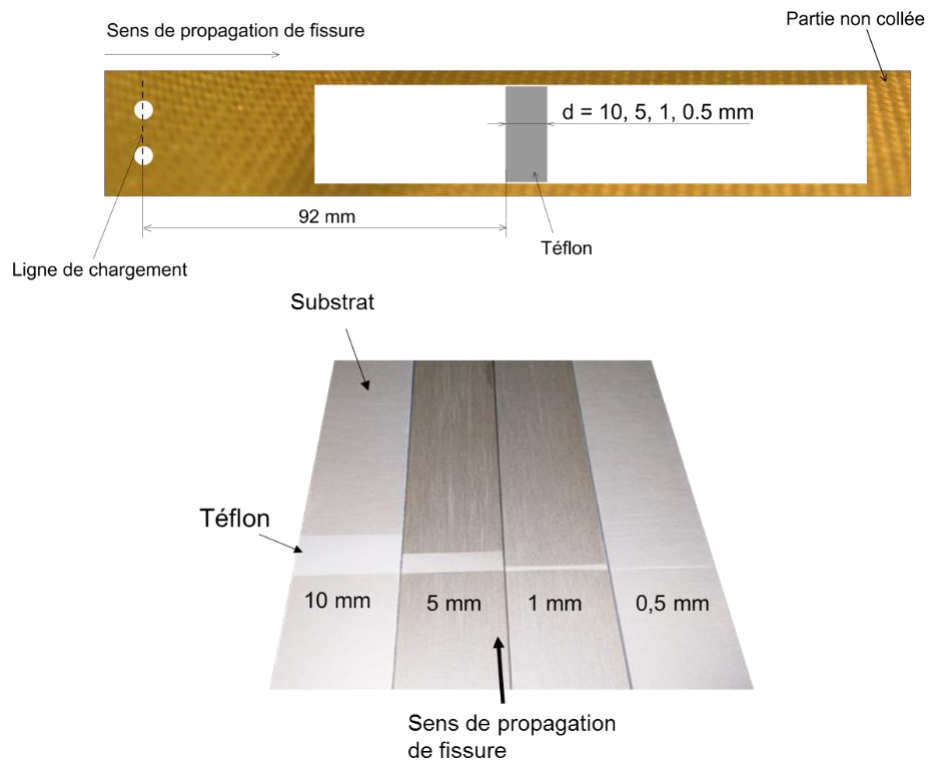 Partie non collée
Sens de propagation de fissure
d = 10, 5, 1, 0.5 mm
92 mm
Téflon
Ligne de chargement
Substrat
Téflon
10 mm
5 mm
1 mm
0,5 mm
Sens de propagation
de fissure